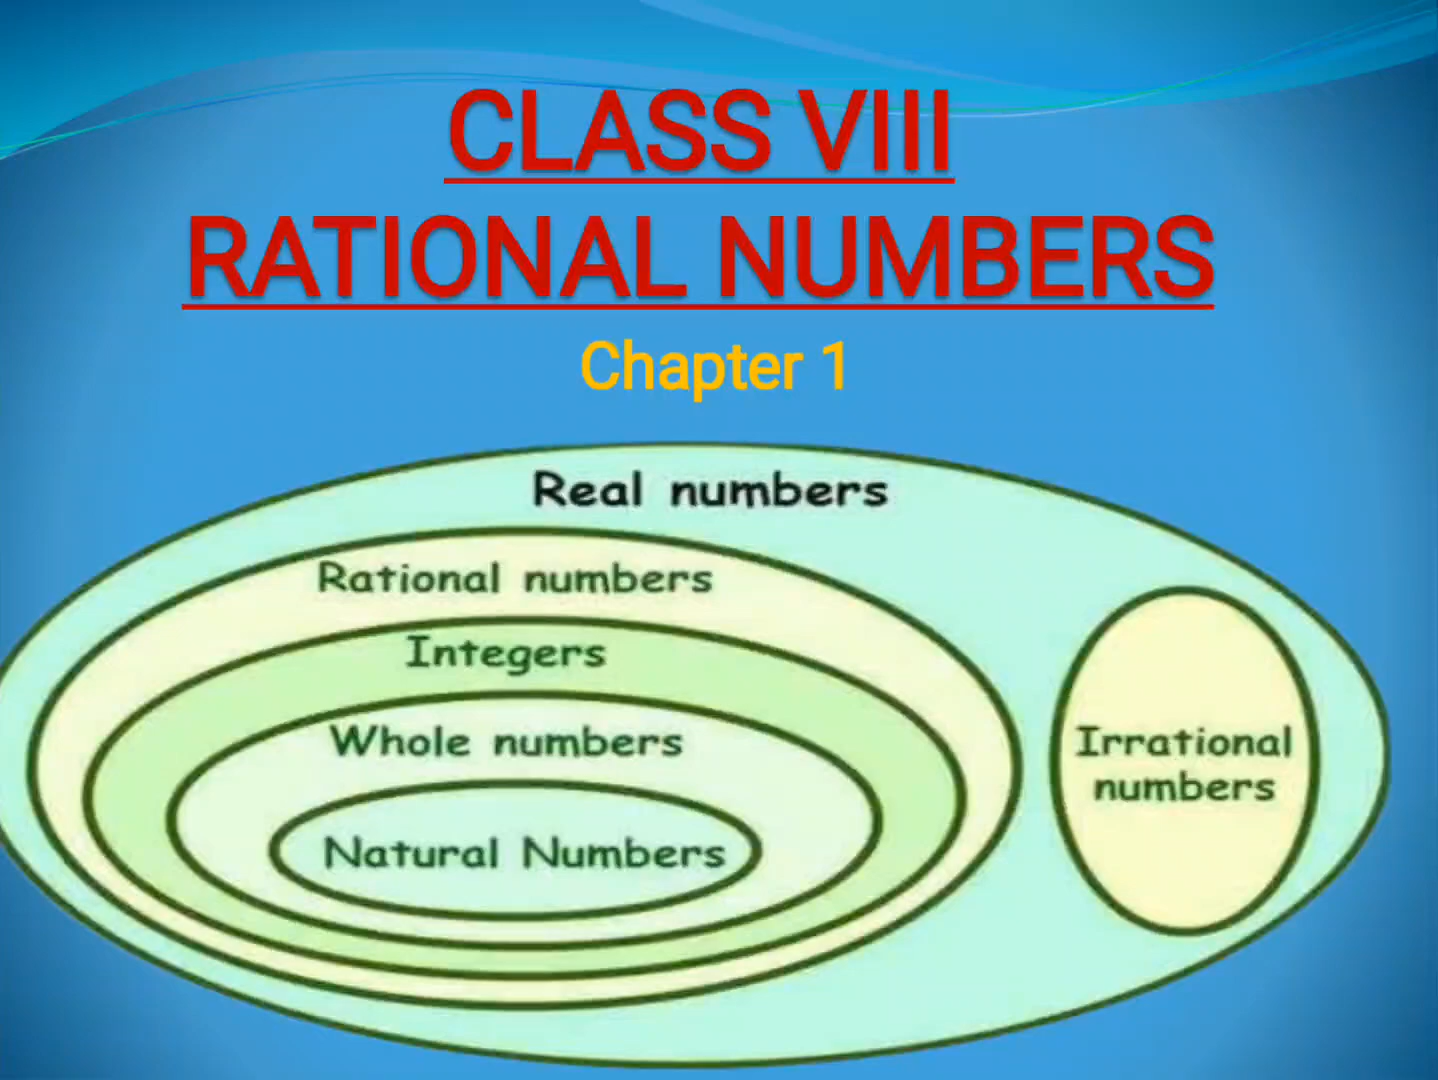 CLASS VIII
RATIONAL NUMBERS
Chapter 1
Real numbers
Rational numbers
Integers
Whole numbers
Natural Numbers
Irrational
numbers